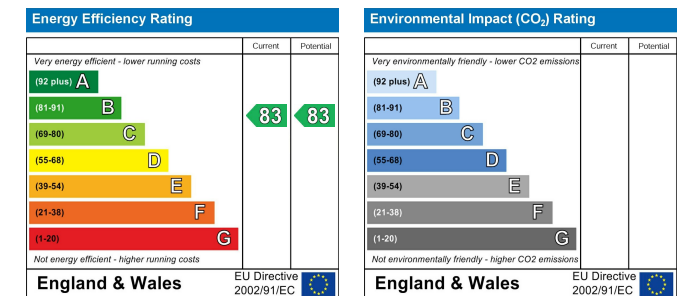 Energy Efficiency Rating
Current Potential
Very energy efficient - lower running costs
(92 plus) A
(81-91) B
83 83
(69-80) C
(55-68) D
(39-54) E
(21-38) F
(1-20) G
Not energy efficient - higher running costs
England & Wales
EU Directive
2002/91/EC
Environmental Impact (CO2) Rating
Current Potential
Very environmentally friendly - lower CO2 emissions
(92 plus) A
(81-91) B
(69-80) C
(55-68) D
(39-54) E
(21-38) F
(1-20) G
Not environmentally friendly - higher CO2 emissions
England & Wales
EU Directive
2002/91/EC